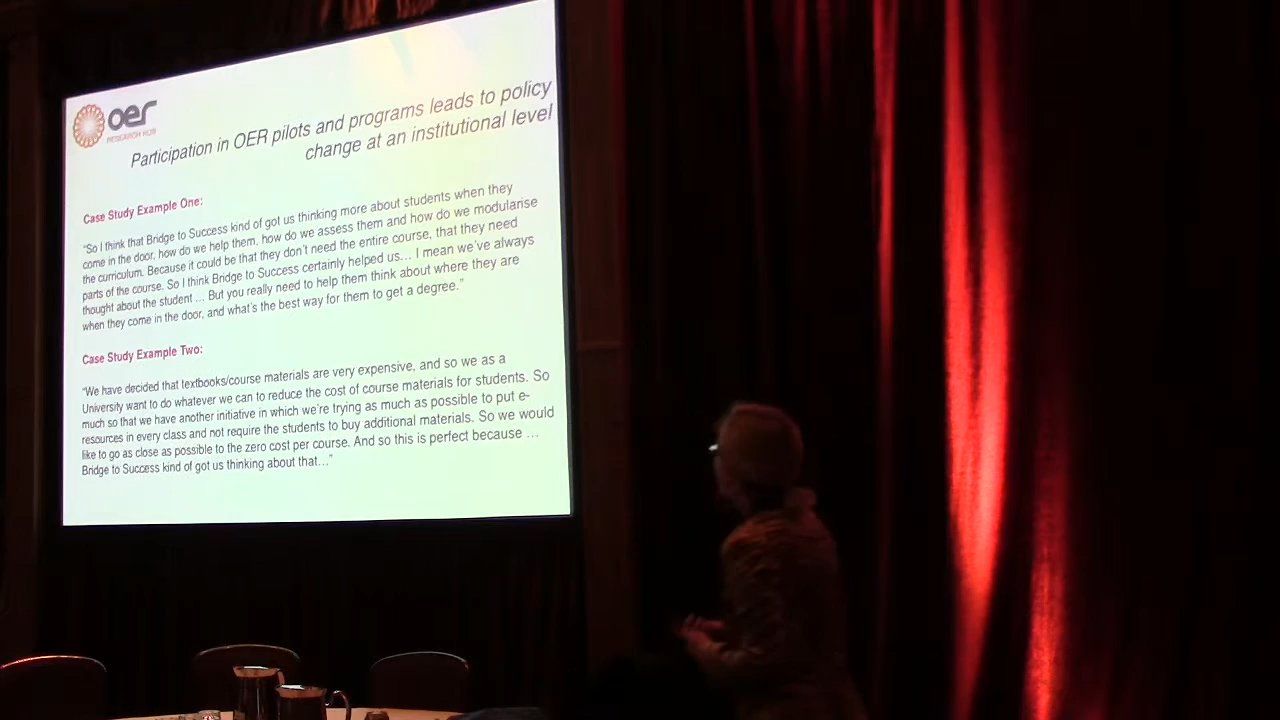 oer
RESEARCH HUB
Participation in OER pilots and programs leads to policy
change at an institutional level
Case Study Example One:
“So I think that Bridge to Success kind of got us thinking more about students when they
come in the door, how do we help them, how do we assess them and how do we modularise
the curriculum. Because it could be that they don’t need the entire course, that they need
parts of the course. So I think Bridge to Success certainly helped us… I mean we’ve always
thought about the student … But you really need to help them think about where they are
when they come in the door, and what’s the best way for them to get a degree.”
Case Study Example Two:
“We have decided that textbooks/course materials are very expensive, and so we as a
University want to do whatever we can to reduce the cost of course materials for students. So
much so that we have another initiative in which we’re trying as much as possible to put e-
resources in every class and not require the students to buy additional materials. So we would
like to go as close as possible to the zero cost per course. And so this is perfect because …
Bridge to Success kind of got us thinking about that…”